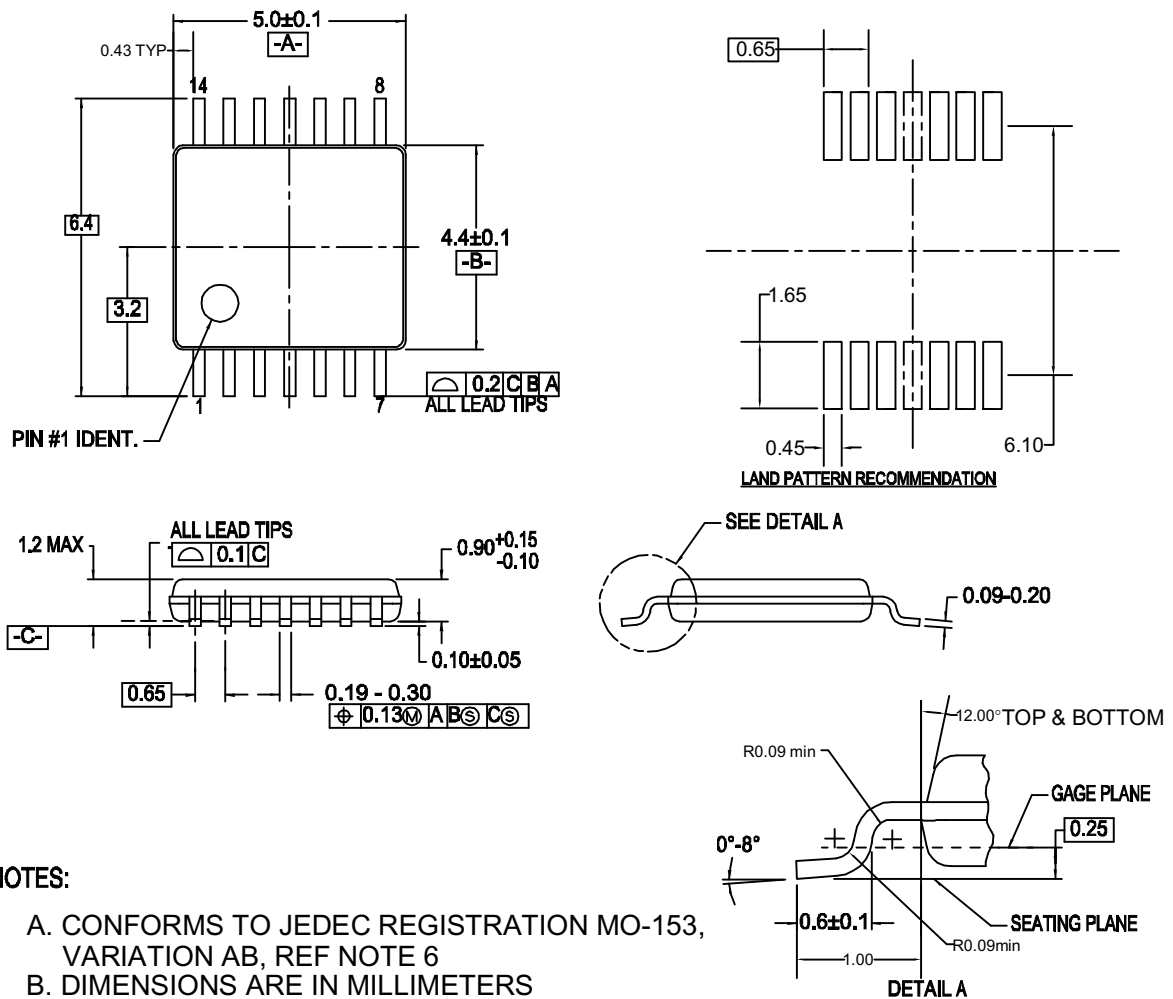 5.0±0.1
-A-
0.43 TYP
14
8
6.4
4.4±0.1
-B-
3.2
⌓ 0.2 C B A
ALL LEAD TIPS
1
7
PIN #1 IDENT.
0.65
1.65
0.45
6.10
LAND PATTERN RECOMMENDATION
1.2 MAX
ALL LEAD TIPS
⌓ 0.1 C
0.90+0.15
-0.10
-C-
0.10±0.05
0.65
0.19 - 0.30
⌖ 0.13Ⓜ A BⓈ CⓈ
SEE DETAIL A
0.09-0.20
12.00° TOP & BOTTOM
R0.09 min
GAGE PLANE
0.25
0°-8°
SEATING PLANE
0.6±0.1
R0.09min
1.00
DETAIL A
NOTES:
A. CONFORMS TO JEDEC REGISTRATION MO-153,
VARIATION AB, REF NOTE 6
B. DIMENSIONS ARE IN MILLIMETERS